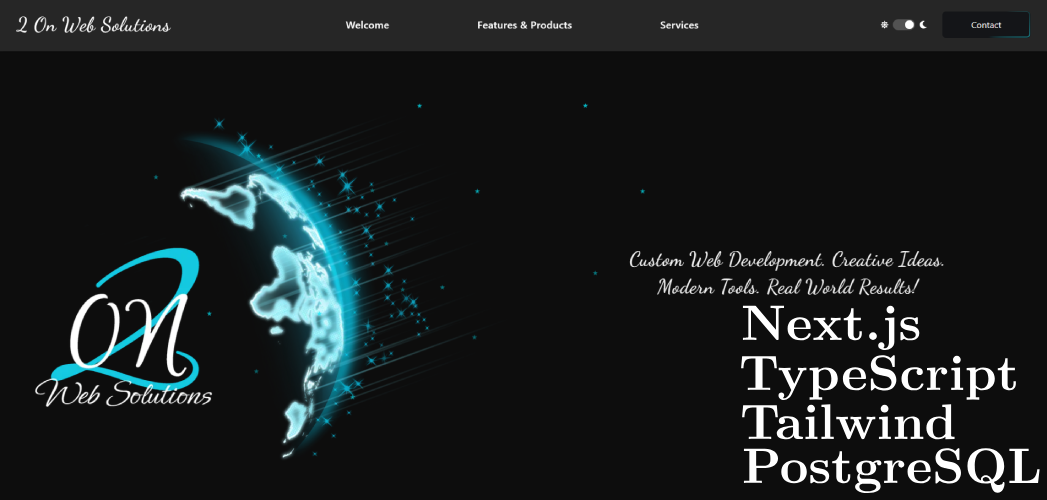 2 On Web Solutions
Welcome
Features & Products
Services
Contact
2
ON
Web Solutions
Custom Web Development. Creative Ideas.
Modern Tools. Real World Results!
Next.js
TypeScript
Tailwind
PostgreSQL